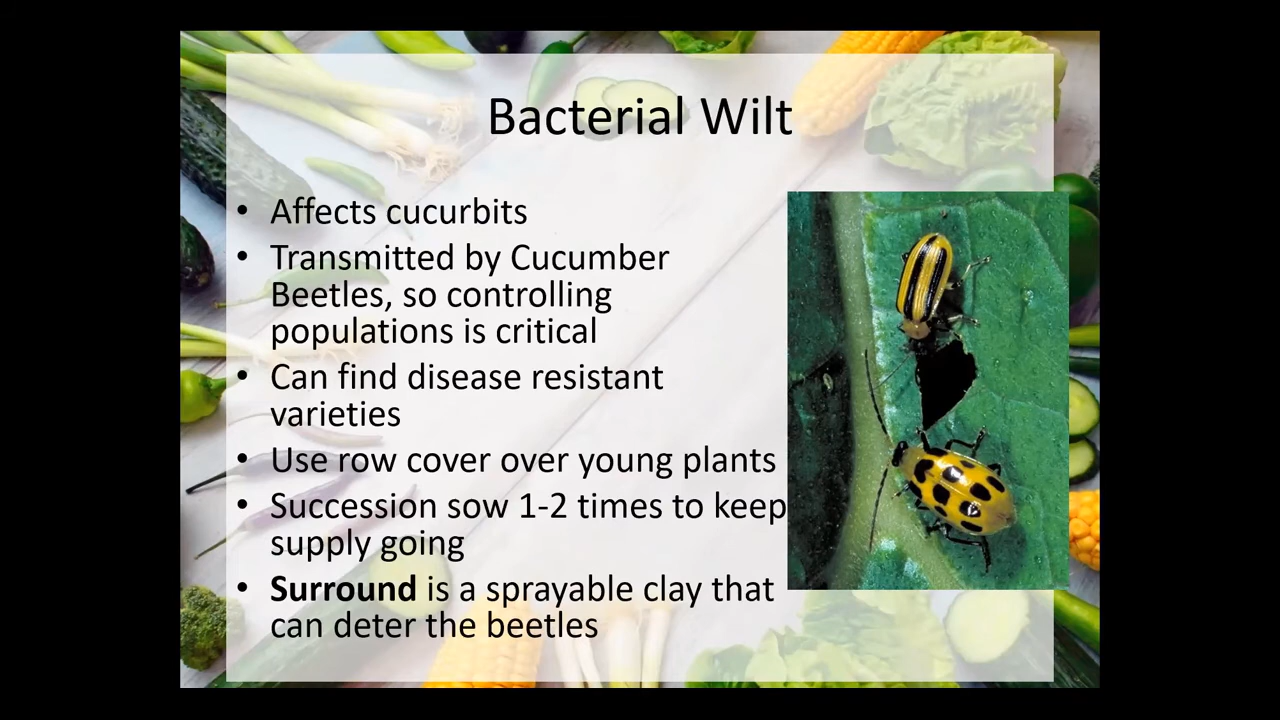 Bacterial Wilt
• Affects cucurbits
• Transmitted by Cucumber
Beetles, so controlling
populations is critical
• Can find disease resistant
varieties
• Use row cover over young plants
• Succession sow 1-2 times to keep
supply going
• Surround is a sprayable clay that
can deter the beetles